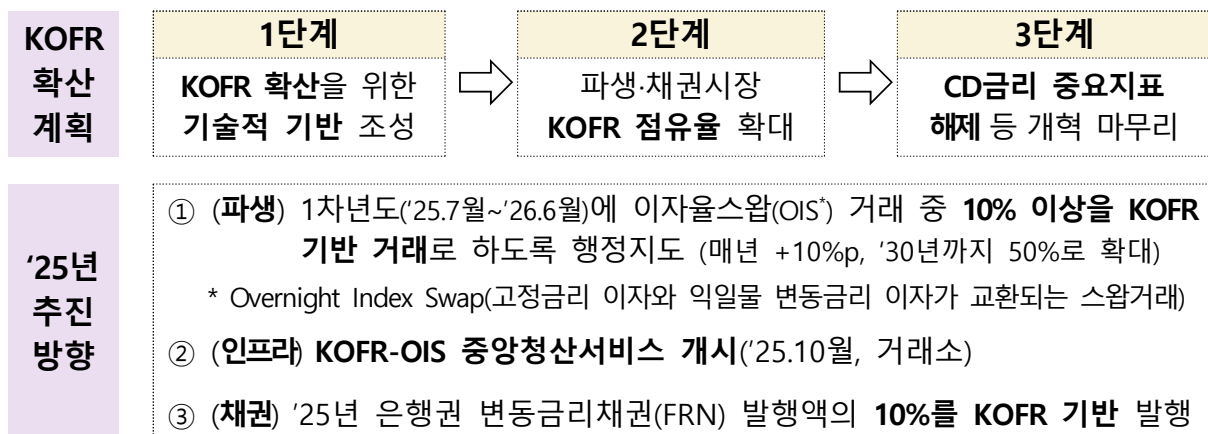 KOFR
확산
계획
1단계
KOFR 확산을 위한
기술적 기반 조성
2단계
파생·채권시장
KOFR 점유율 확대
3단계
CD금리 중요지표
해제 등 개혁 마무리
‘25년
추진
방향
① (파생) 1차년도(‘25.7월~‘26.6월)에 이자율스왑(OIS*) 거래 중 10% 이상을 KOFR
기반 거래로 하도록 행정지도 (매년 +10%p, ‘30년까지 50%로 확대)
* Overnight Index Swap(고정금리 이자와 익일물 변동금리 이자가 교환되는 스왑거래)
② (인프라) KOFR-OIS 중앙청산서비스 개시(‘25.10월, 거래소)
③ (채권) ’25년 은행권 변동금리채권(FRN) 발행액의 10%를 KOFR 기반 발행